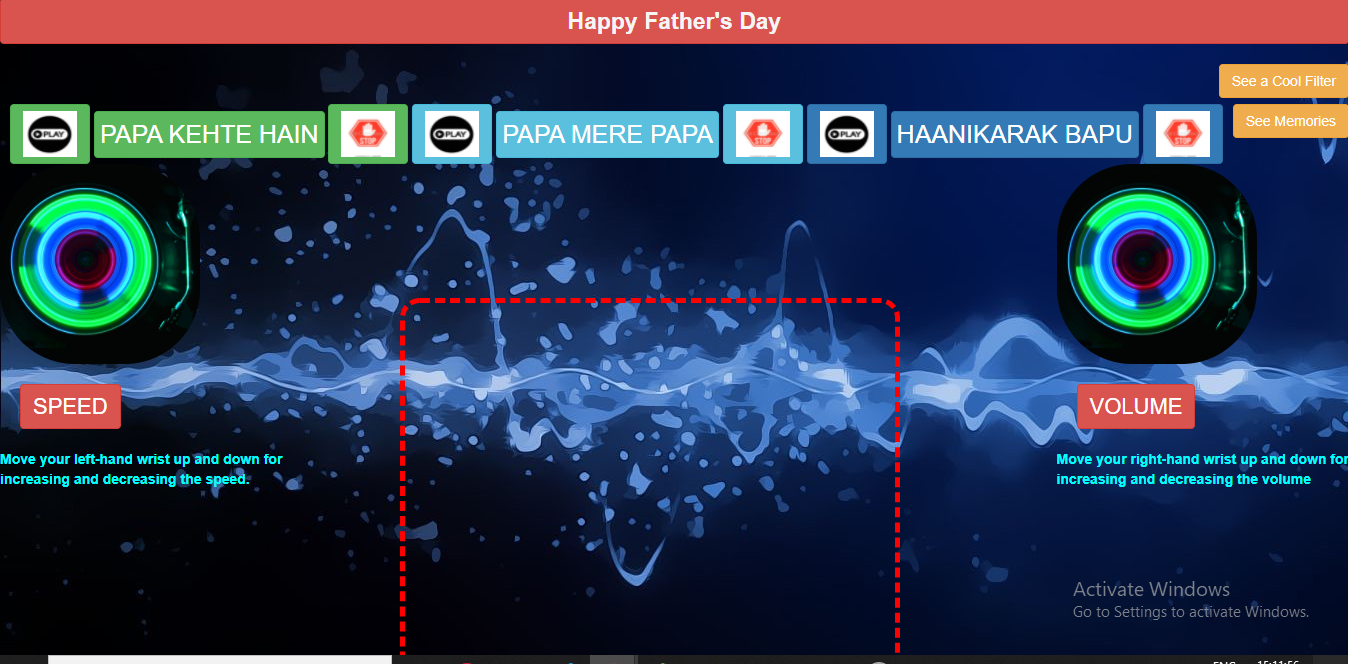 Happy Father's Day
See a Cool Filter
PLAY
PAPA KEHTE HAIN
STOP
PLAY
PAPA MERE PAPA
STOP
PLAY
HAANIKARAK BAPU
STOP
See Memories
SPEED
VOLUME
Move your left-hand wrist up and down for
increasing and decreasing the speed.
Move your right-hand wrist up and down for
increasing and decreasing the volume
Activate Windows
Go to Settings to activate Windows.